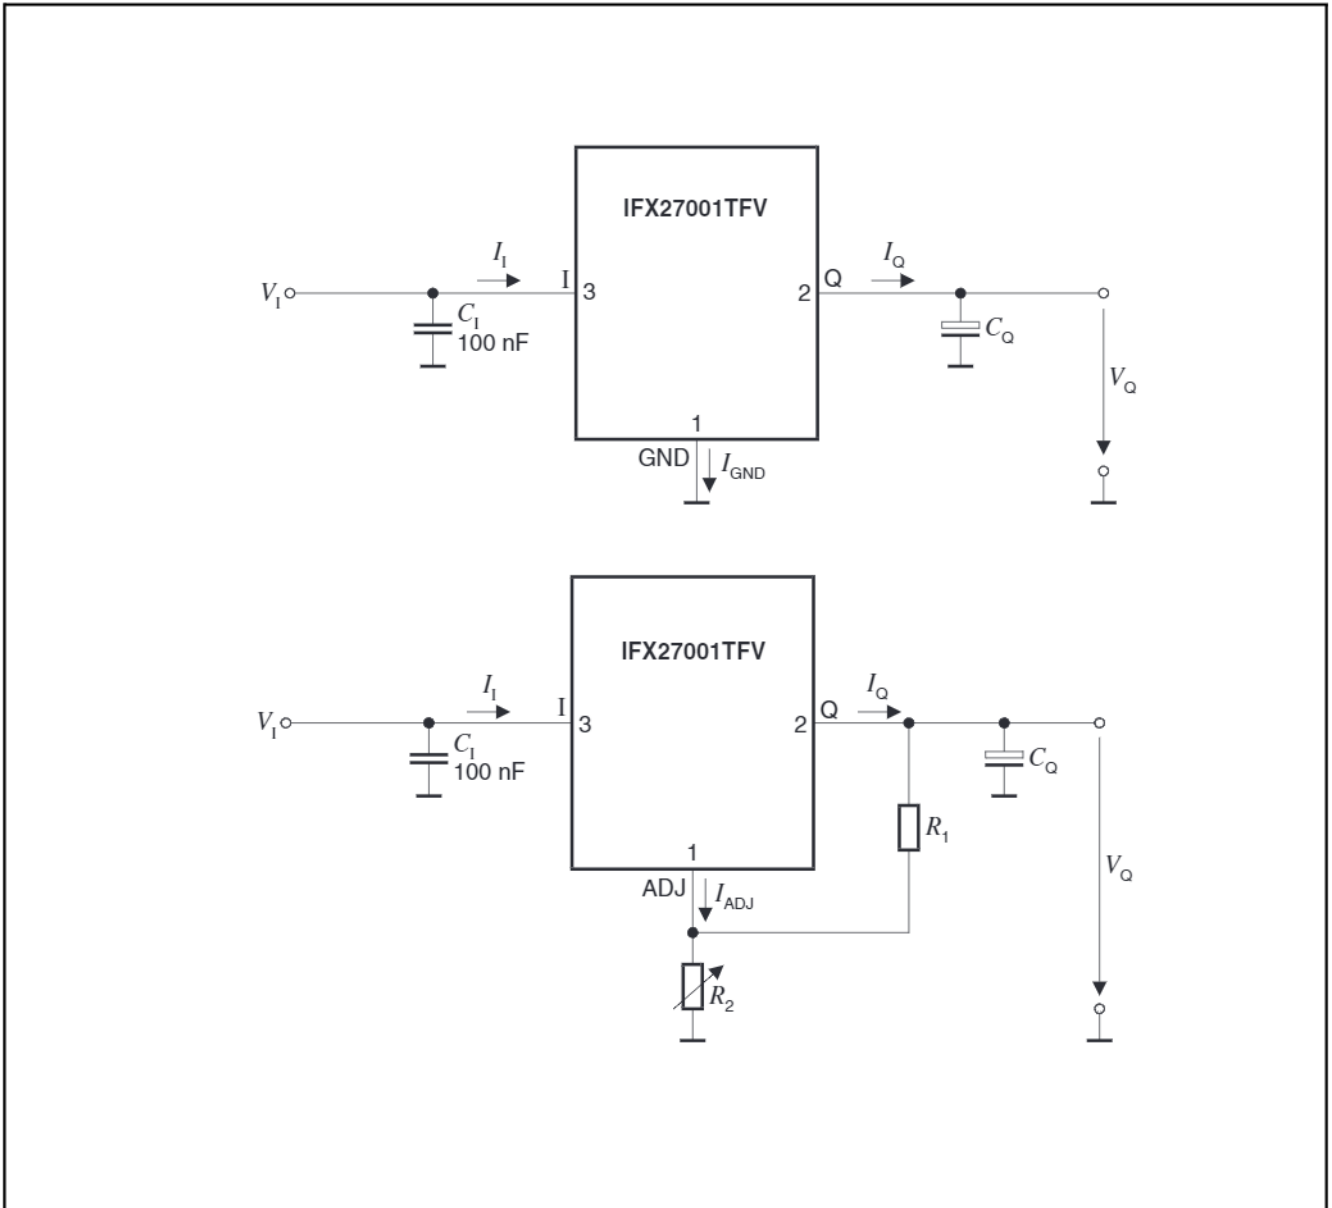 IFX27001TFV
I_I
I_Q
V_I
I
3
2
Q
C_I
100 nF
C_Q
V_Q
1
GND
I_GND
IFX27001TFV
I_I
I_Q
V_I
I
3
2
Q
C_I
100 nF
C_Q
R_1
1
ADJ
I_ADJ
V_Q
R_2